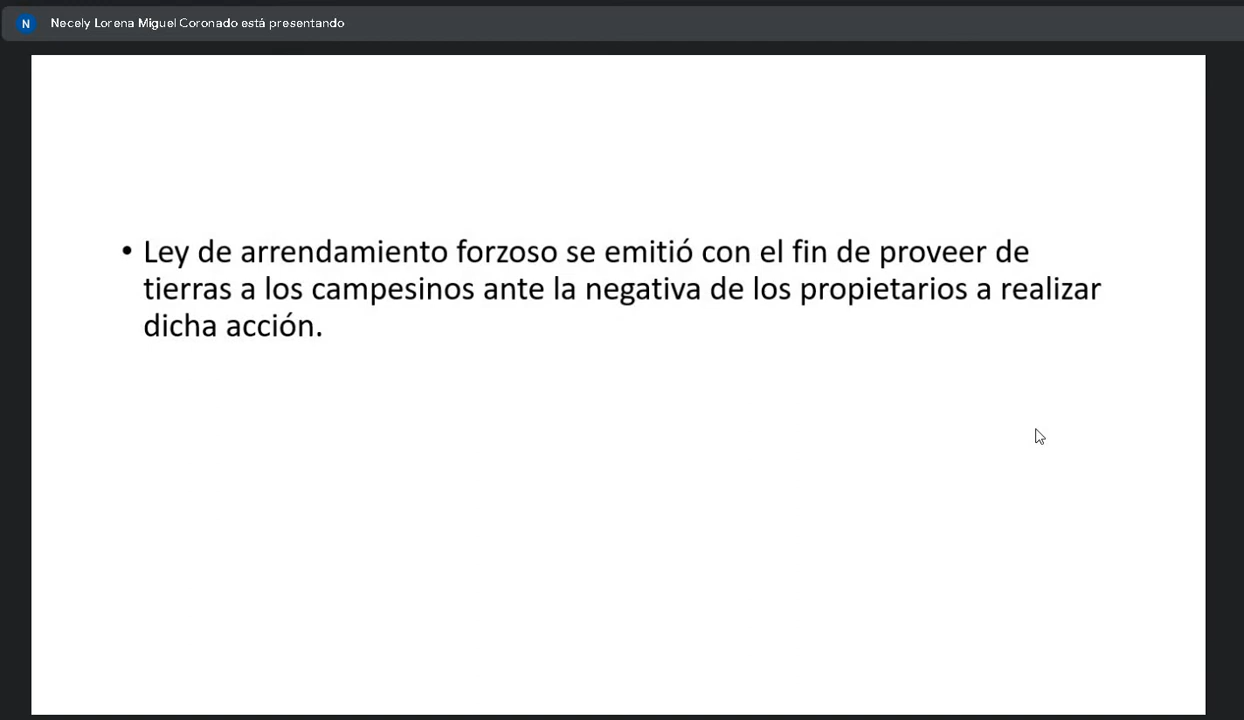 N Necely Lorena Miguel Coronado está presentando
• Ley de arrendamiento forzoso se emitió con el fin de proveer de
tierras a los campesinos ante la negativa de los propietarios a realizar
dicha acción.